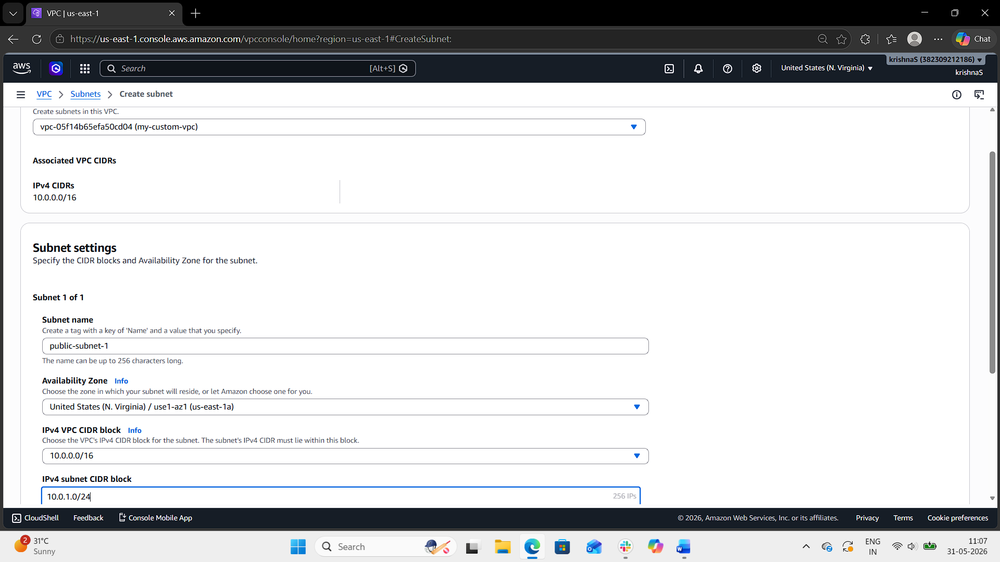 VPC | us-east-1
https://us-east-1.console.aws.amazon.com/vpcconsole/home?region=us-east-1#CreateSubnet:
Chat
aws
Search [Alt+S]
United States (N. Virginia)
krishnaS (382309212186)
krishnaS
VPC Subnets Create subnet
Create subnets in this VPC.
vpc-05f14b65efa50cd04 (my-custom-vpc)
Associated VPC CIDRs
IPv4 CIDRs
10.0.0.0/16
Subnet settings
Specify the CIDR blocks and Availability Zone for the subnet.
Subnet 1 of 1
Subnet name
Create a tag with a key of 'Name' and a value that you specify.
public-subnet-1
The name can be up to 256 characters long.
Availability Zone Info
Choose the zone in which your subnet will reside, or let Amazon choose one for you.
United States (N. Virginia) / use1-az1 (us-east-1a)
IPv4 VPC CIDR block Info
Choose the VPC's IPv4 CIDR block for the subnet. The subnet's IPv4 CIDR must lie within this block.
10.0.0.0/16
IPv4 subnet CIDR block
10.0.1.0/24 256 IPs
CloudShell Feedback Console Mobile App © 2026, Amazon Web Services, Inc. or its affiliates. Privacy Terms Cookie preferences
2
31°C
Sunny
Search
ENG
IN
11:07
31-05-2026